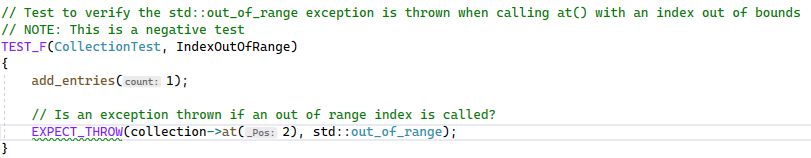 // Test to verify the std::out_of_range exception is thrown when calling at() with an index out of bounds
// NOTE: This is a negative test
TEST_F(CollectionTest, IndexOutOfRange)
{
    add_entries(count: 1);

    // Is an exception thrown if an out of range index is called?
    EXPECT_THROW(collection->at(_Pos: 2), std::out_of_range);
}